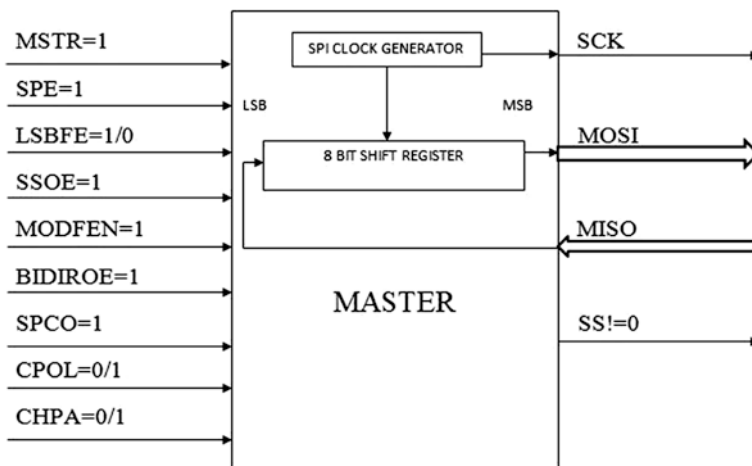 MSTR=1
SPE=1
LSBFE=1/0
SSOE=1
MODFEN=1
BIDIROE=1
SPCO=1
CPOL=0/1
CHPA=0/1
SPI CLOCK GENERATOR
LSB
MSB
8 BIT SHIFT REGISTER
MASTER
SCK
MOSI
MISO
SS!=0